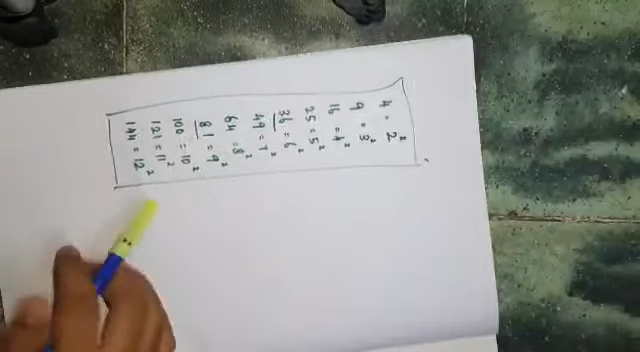 4 = 2²
9 = 3²
16 = 4²
25 = 5²
36 = 6²
49 = 7²
64 = 8²
81 = 9²
100 = 10²
121 = 11²
144 = 12²